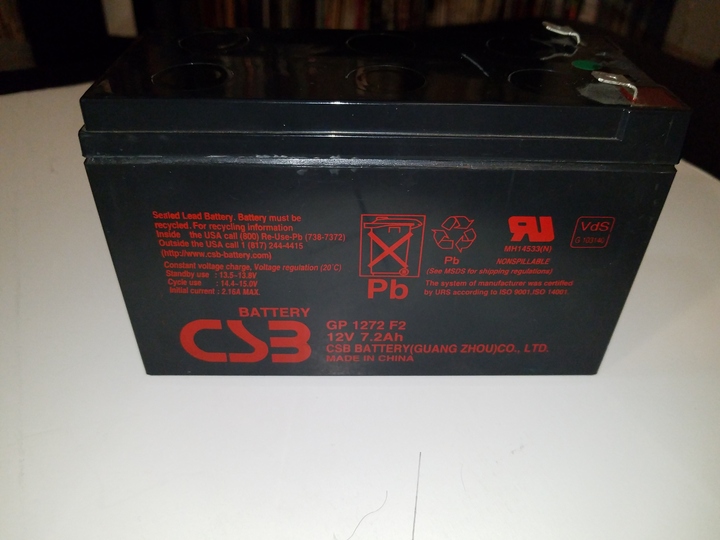 Sealed Lead Battery. Battery must be
recycled. For recycling information
Inside the USA call (800) Re-Use-Pb (738-7372)
Outside the USA call 1 (817) 244-4415
(http://www.csb-battery.com)
Constant voltage charge, Voltage regulation (20°C)
Standby use : 13.5~13.8V
Cycle use : 14.4~15.0V
Initial current : 2.16A MAX.
Pb
Pb
MH14533(N)
NONSPILLABLE
(See MSDS for shipping regulations)
The system of manufacturer was certified
by URS according to ISO 9001,ISO 14001.
VdS
BATTERY
CSB
GP 1272 F2
12V 7.2Ah
CSB BATTERY(GUANG ZHOU)CO., LTD.
MADE IN CHINA